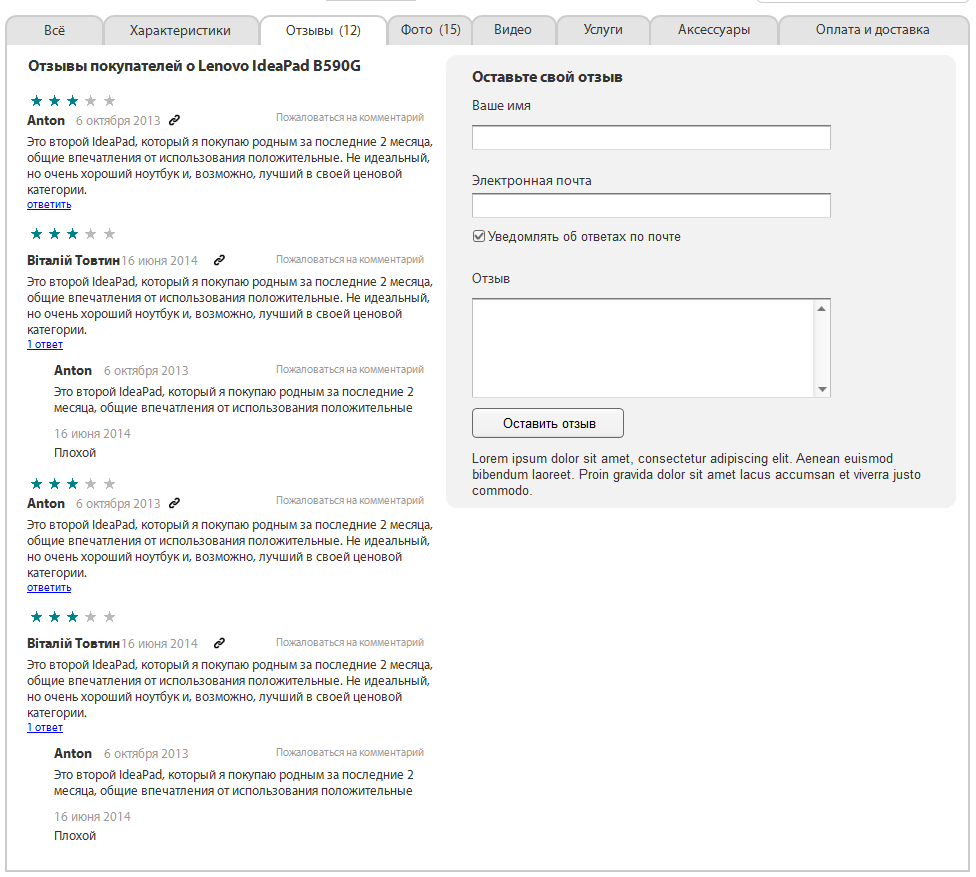 Всё Характеристики Отзывы (12) Фото (15) Видео Услуги Аксессуары Оплата и доставка
Отзывы покупателей о Lenovo IdeaPad B590G
Anton 6 октября 2013 Пожаловаться на комментарий
Это второй IdeaPad, который я покупаю родным за последние 2 месяца,
общие впечатления от использования положительные. Не идеальный,
но очень хороший ноутбук и, возможно, лучший в своей ценовой
категории.
ответить
Віталій Товтин 16 июня 2014 Пожаловаться на комментарий
Это второй IdeaPad, который я покупаю родным за последние 2 месяца,
общие впечатления от использования положительные. Не идеальный,
но очень хороший ноутбук и, возможно, лучший в своей ценовой
категории.
1 ответ
Anton 6 октября 2013 Пожаловаться на комментарий
Это второй IdeaPad, который я покупаю родным за последние 2
месяца, общие впечатления от использования положительные
16 июня 2014
Плохой
Anton 6 октября 2013 Пожаловаться на комментарий
Это второй IdeaPad, который я покупаю родным за последние 2 месяца,
общие впечатления от использования положительные. Не идеальный,
но очень хороший ноутбук и, возможно, лучший в своей ценовой
категории.
ответить
Віталій Товтин 16 июня 2014 Пожаловаться на комментарий
Это второй IdeaPad, который я покупаю родным за последние 2 месяца,
общие впечатления от использования положительные. Не идеальный,
но очень хороший ноутбук и, возможно, лучший в своей ценовой
категории.
1 ответ
Anton 6 октября 2013 Пожаловаться на комментарий
Это второй IdeaPad, который я покупаю родным за последние 2
месяца, общие впечатления от использования положительные
16 июня 2014
Плохой
Оставьте свой отзыв
Ваше имя
Электронная почта
Уведомлять об ответах по почте
Отзыв
Оставить отзыв
Lorem ipsum dolor sit amet, consectetur adipiscing elit. Aenean euismod
bibendum laoreet. Proin gravida dolor sit amet lacus accumsan et viverra justo
commodo.